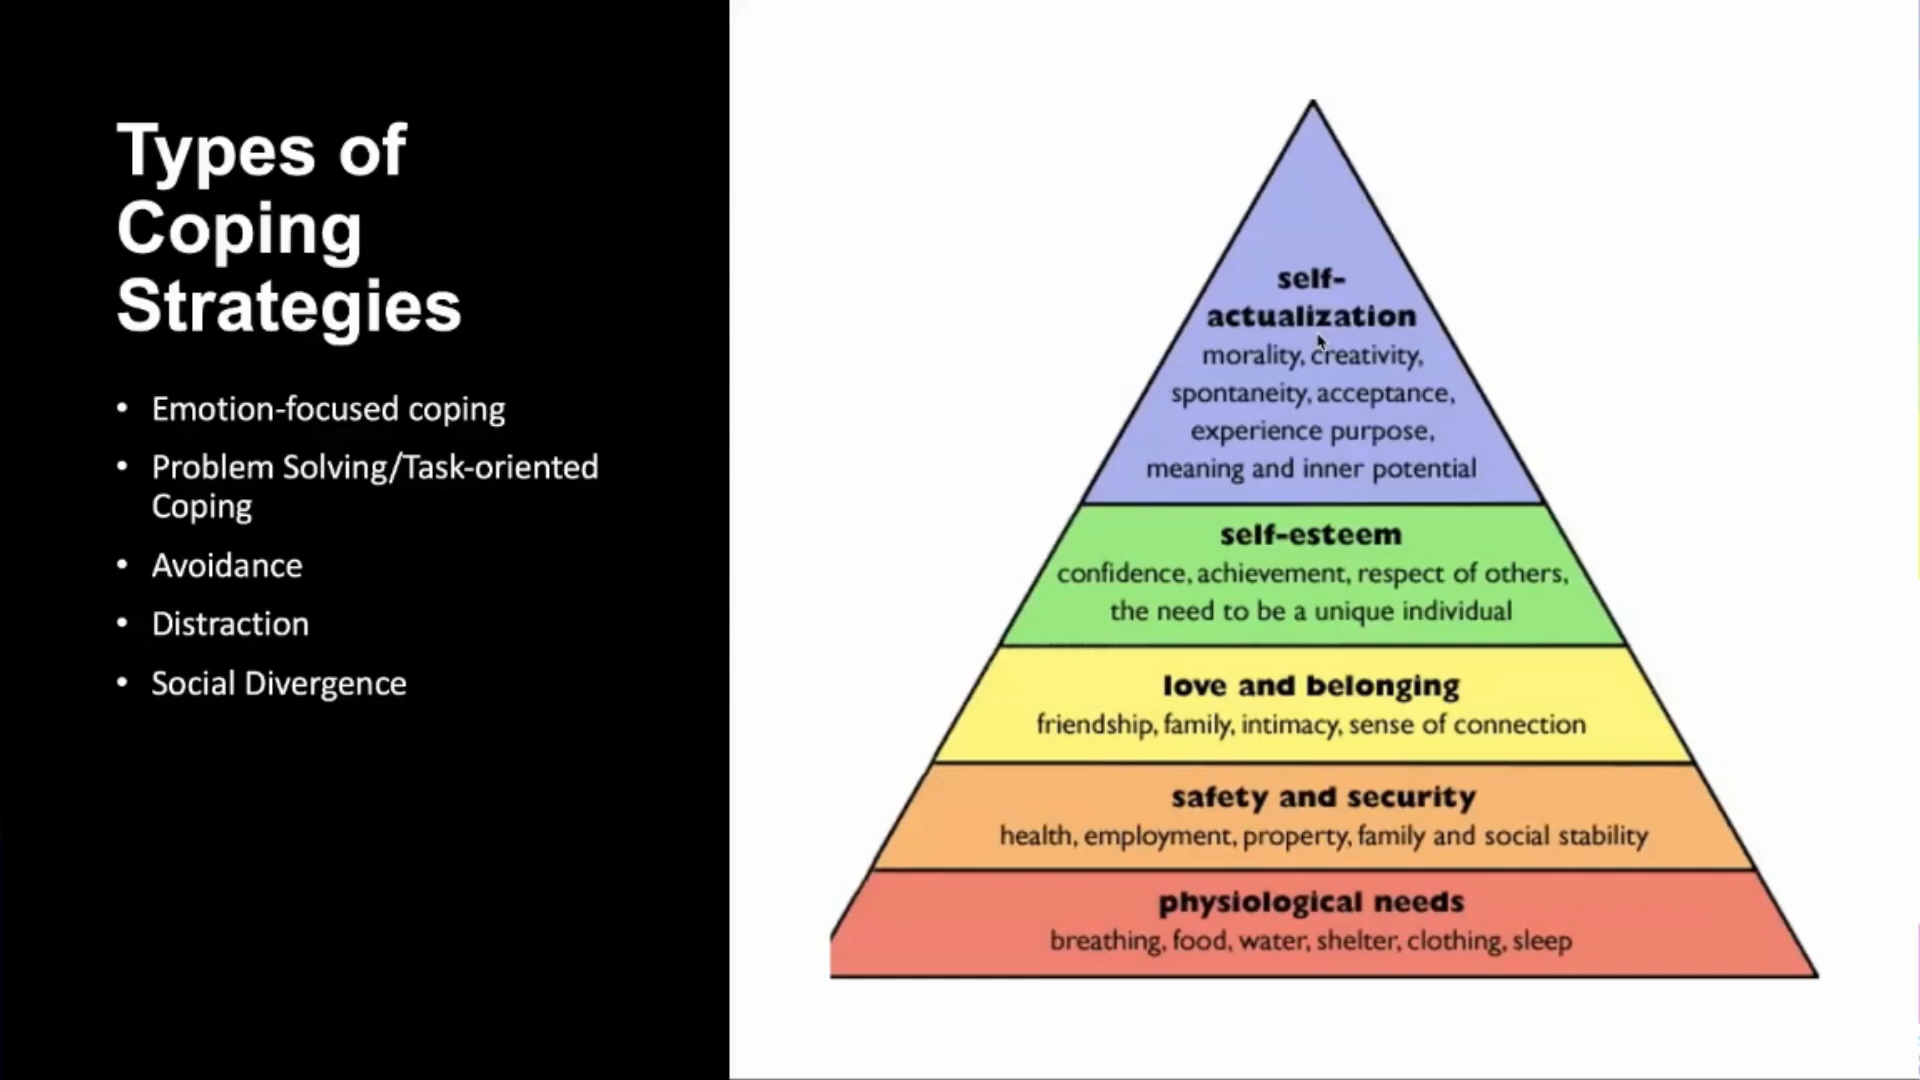 Types of
Coping
Strategies
• Emotion-focused coping
• Problem Solving/Task-oriented
Coping
• Avoidance
• Distraction
• Social Divergence
self-
actualization
morality, creativity,
spontaneity, acceptance,
experience purpose,
meaning and inner potential
self-esteem
confidence, achievement, respect of others,
the need to be a unique individual
love and belonging
friendship, family, intimacy, sense of connection
safety and security
health, employment, property, family and social stability
physiological needs
breathing, food, water, shelter, clothing, sleep